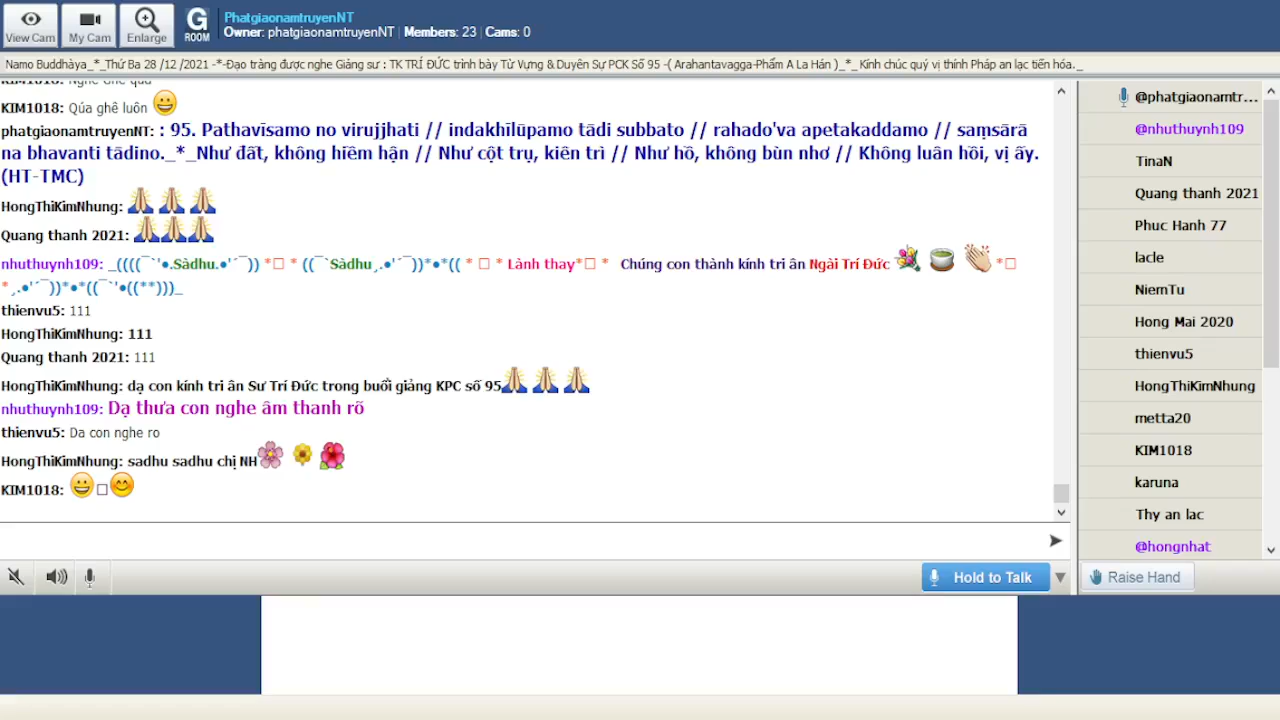 PhatgiaonamtruyenNT
Owner: phatgiaonamtruyenNT | Members: 23 | Cams: 0
View Cam
My Cam
Enlarge
G
ROOM
Namo Buddhàya_*_Thứ Ba 28 /12 /2021 -*-Đạo tràng được nghe Giảng sư : TK TRÍ ĐỨC trình bày Từ Vựng & Duyên Sự PCK Số 95 -( Arahantavagga-Phẩm A La Hán )_*_ Kính chúc quý vị thính Pháp an lạc tiến hóa._
KIM1018: Nghe ghê quá
KIM1018: Qúa ghê luôn
phatgiaonamtruyenNT: : 95. Pathavīsamo no virujjhati // indakhīlūpamo tādi subbato // rahado'va apetakaddamo // saṃsārā
na bhavanti tādino._*_Như đất, không hiềm hận // Như cột trụ, kiên trì // Như hồ, không bùn nhơ // Không luân hồi, vị ấy.
(HT-TMC)
HongThiKimNhung:
Quang thanh 2021:
nhuthuynh109: _((((¯`'•.Sàdhu.•'´¯)) *□ * ((¯`Sàdhu¸.•'´¯))*•*(( * □ * Lành thay*□ * Chúng con thành kính tri ân Ngài Trí Đức *□
*¸.•'´¯))*•*((¯`'•((**)))_
thienvu5: 111
HongThiKimNhung: 111
Quang thanh 2021: 111
HongThiKimNhung: dạ con kính tri ân Sư Trí Đức trong buổi giảng KPC số 95
nhuthuynh109: Dạ thưa con nghe âm thanh rõ
thienvu5: Da con nghe ro
HongThiKimNhung: sadhu sadhu chị NH
KIM1018: □
@phatgiaonamtr...
@nhuthuynh109
TinaN
Quang thanh 2021
Phuc Hanh 77
lacle
NiemTu
Hong Mai 2020
thienvu5
HongThiKimNhung
metta20
KIM1018
karuna
Thy an lac
@hongnhat
Hold to Talk
Raise Hand